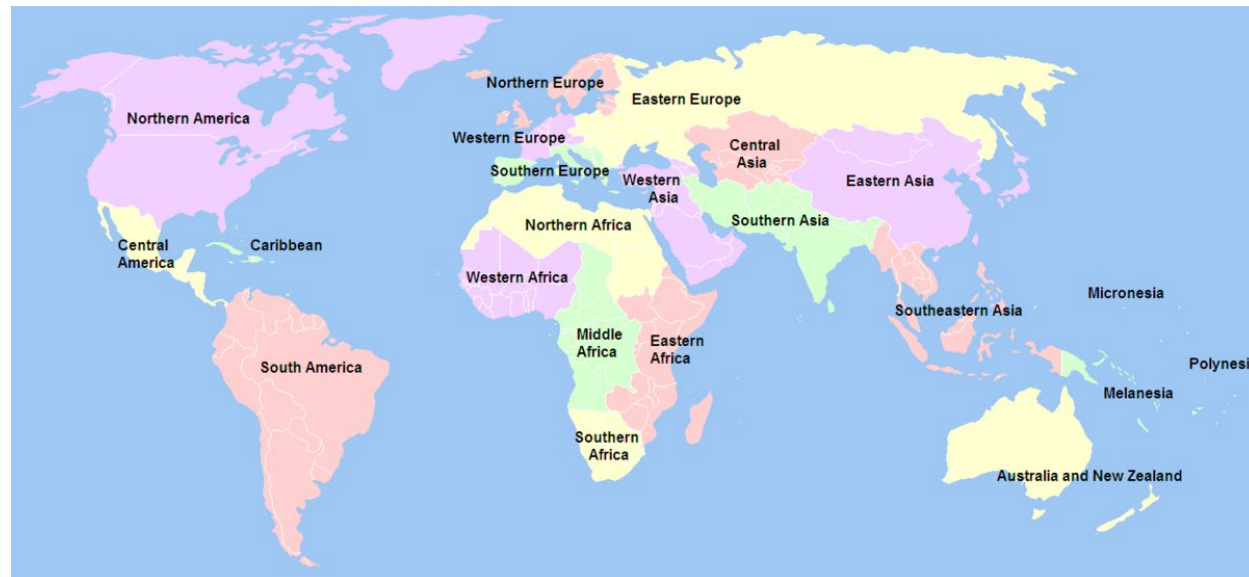 Northern Europe
Eastern Europe
Northern America
Western Europe
Central
Asia
Southern Europe
Western
Asia
Eastern Asia
Northern Africa
Southern Asia
Central
America
Caribbean
Western Africa
Micronesia
Southeastern Asia
Middle
Africa
Eastern
Africa
South America
Polynesi
Melanesia
Southern
Africa
Australia and New Zealand